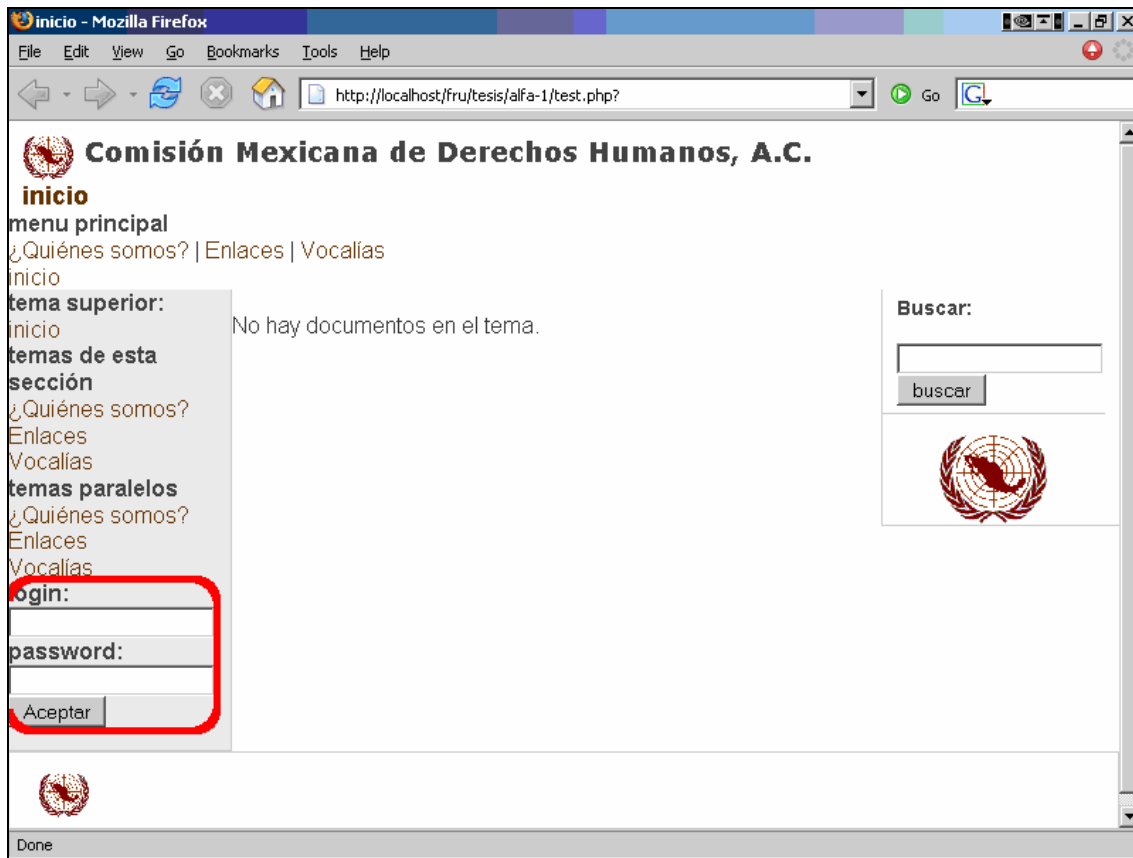 inicio - Mozilla Firefox
File Edit View Go Bookmarks Tools Help
http://localhost/fru/tesis/alfa-1/test.php? Go G
Comisión Mexicana de Derechos Humanos, A.C.
inicio
menu principal
¿Quiénes somos? | Enlaces | Vocalías
inicio
tema superior:
inicio
temas de esta
sección
¿Quiénes somos?
Enlaces
Vocalías
temas paralelos
¿Quiénes somos?
Enlaces
Vocalías
login:
password:
Aceptar
No hay documentos en el tema.
Buscar:
buscar
Done